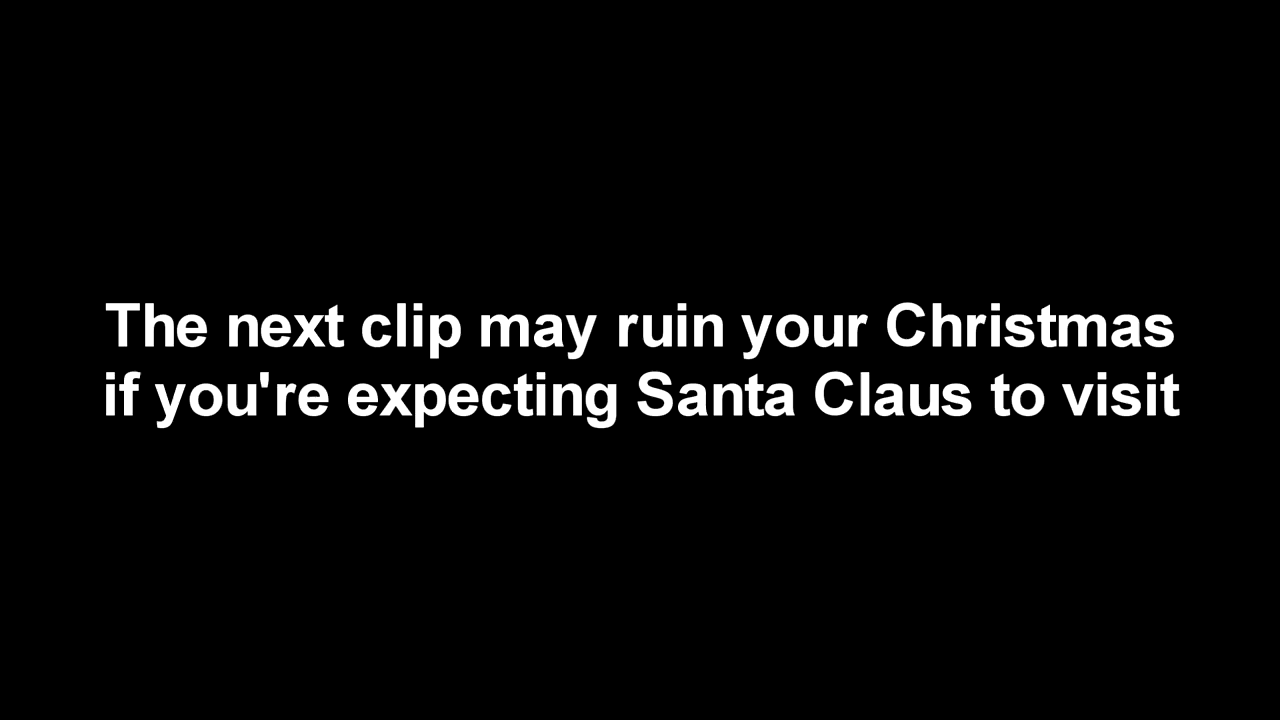 The next clip may ruin your Christmas
if you're expecting Santa Claus to visit